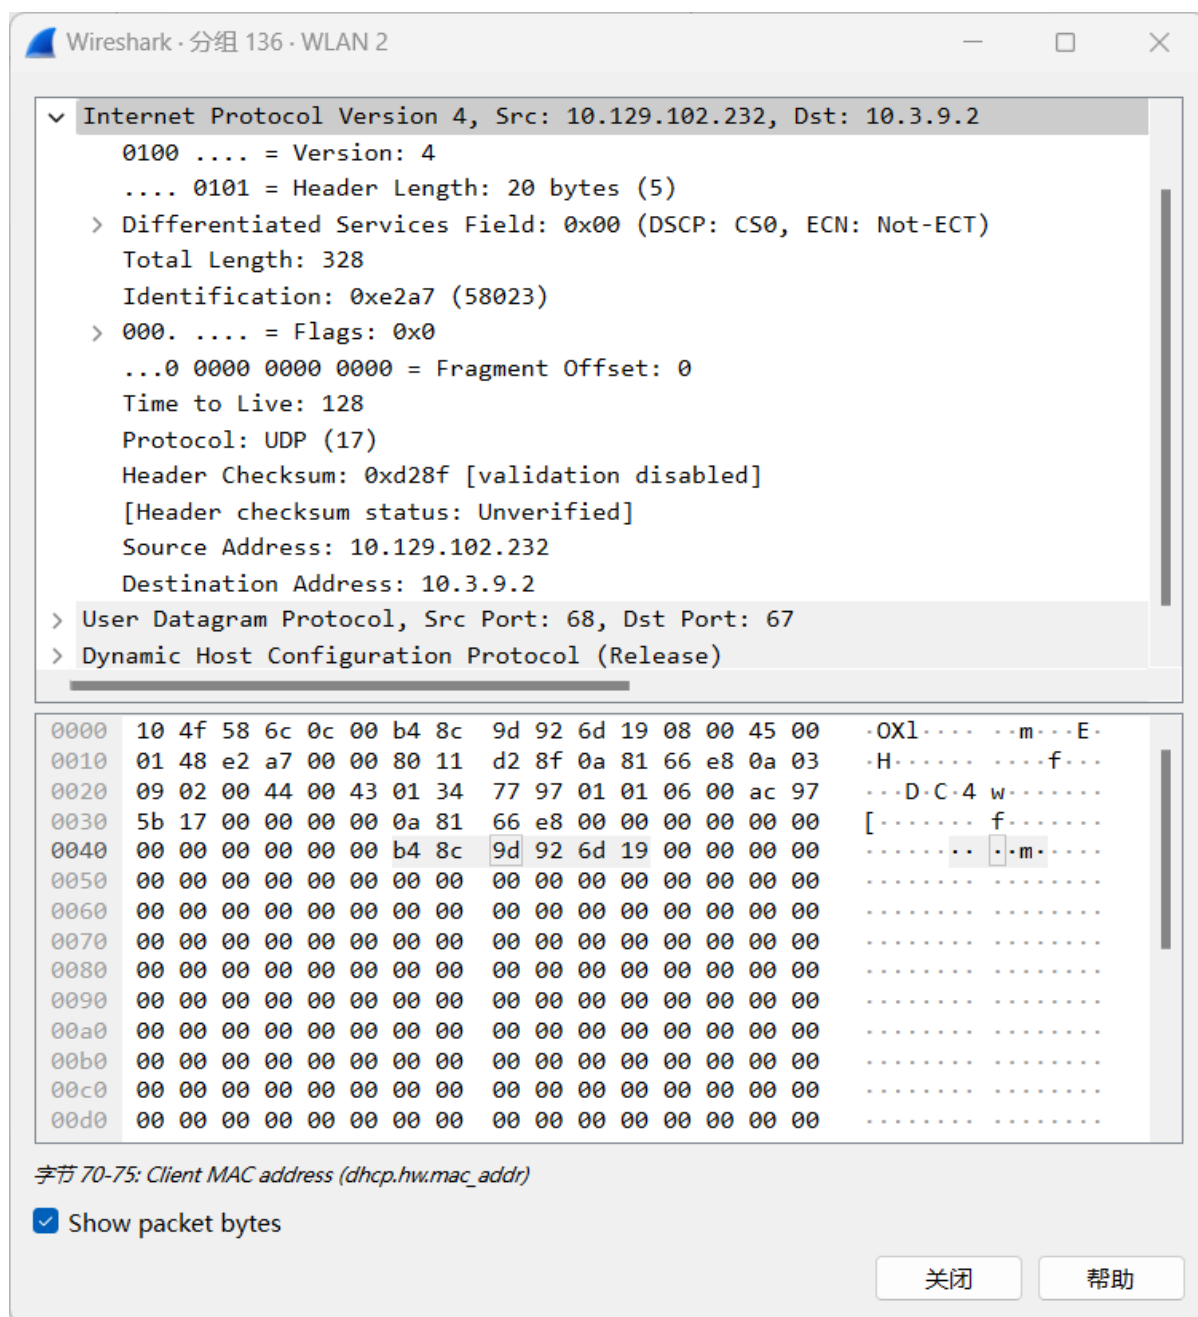 Wireshark · 分组 136 · WLAN 2
Internet Protocol Version 4, Src: 10.129.102.232, Dst: 10.3.9.2
0100 .... = Version: 4
.... 0101 = Header Length: 20 bytes (5)
Differentiated Services Field: 0x00 (DSCP: CS0, ECN: Not-ECT)
Total Length: 328
Identification: 0xe2a7 (58023)
000. .... = Flags: 0x0
...0 0000 0000 0000 = Fragment Offset: 0
Time to Live: 128
Protocol: UDP (17)
Header Checksum: 0xd28f [validation disabled]
[Header checksum status: Unverified]
Source Address: 10.129.102.232
Destination Address: 10.3.9.2
User Datagram Protocol, Src Port: 68, Dst Port: 67
Dynamic Host Configuration Protocol (Release)
0000 10 4f 58 6c 0c 00 b4 8c 9d 92 6d 19 08 00 45 00 ·OXl···· ··m···E·
0010 01 48 e2 a7 00 00 80 11 d2 8f 0a 81 66 e8 0a 03 ·H······ ····f···
0020 09 02 00 44 00 43 01 34 77 97 01 01 06 00 ac 97 ···D·C·4 w·······
0030 5b 17 00 00 00 00 0a 81 66 e8 00 00 00 00 00 00 [······· f·······
0040 00 00 00 00 00 00 b4 8c 9d 92 6d 19 00 00 00 00 ········ ··m·····
0050 00 00 00 00 00 00 00 00 00 00 00 00 00 00 00 00 ········ ········
0060 00 00 00 00 00 00 00 00 00 00 00 00 00 00 00 00 ········ ········
0070 00 00 00 00 00 00 00 00 00 00 00 00 00 00 00 00 ········ ········
0080 00 00 00 00 00 00 00 00 00 00 00 00 00 00 00 00 ········ ········
0090 00 00 00 00 00 00 00 00 00 00 00 00 00 00 00 00 ········ ········
00a0 00 00 00 00 00 00 00 00 00 00 00 00 00 00 00 00 ········ ········
00b0 00 00 00 00 00 00 00 00 00 00 00 00 00 00 00 00 ········ ········
00c0 00 00 00 00 00 00 00 00 00 00 00 00 00 00 00 00 ········ ········
00d0 00 00 00 00 00 00 00 00 00 00 00 00 00 00 00 00 ········ ········
字节 70-75: Client MAC address (dhcp.hw.mac_addr)
Show packet bytes
关闭 帮助